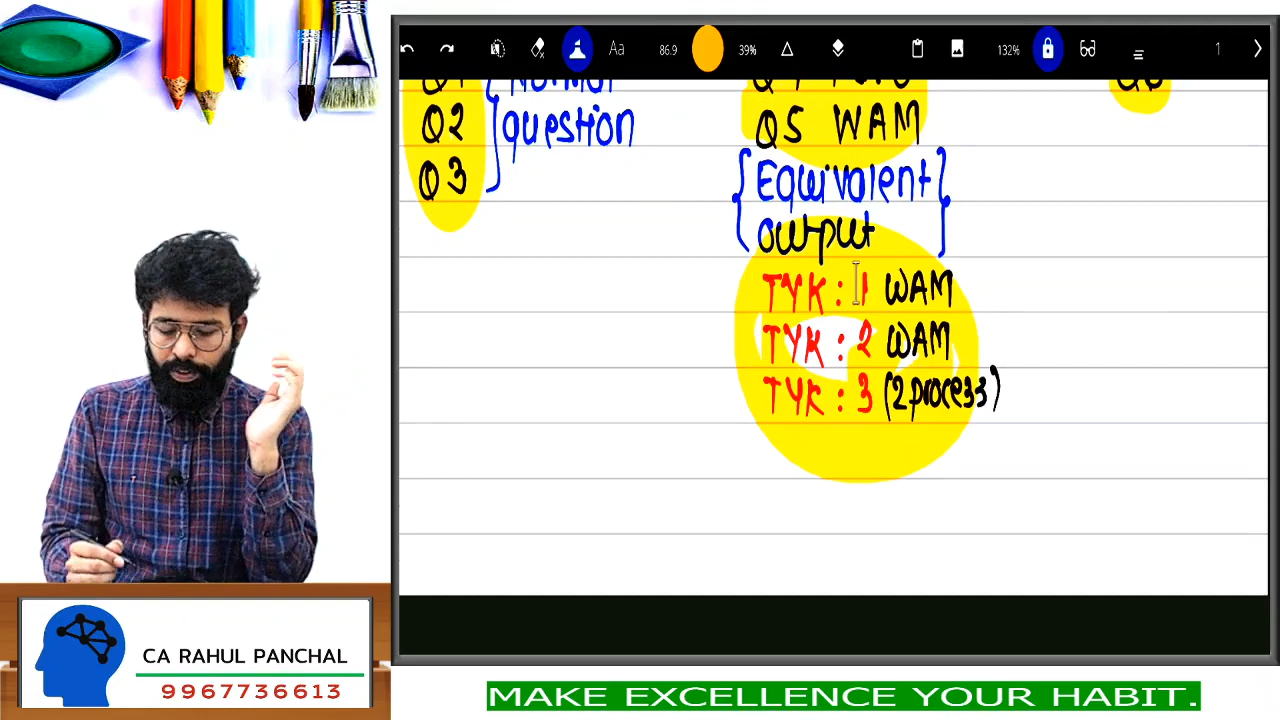 Aa
86.9
39%
132%
1
Q2
Q3
question
Q5 WAM
{Equivalent
output}
TYK : 1 WAM
TYK : 2 WAM
TYK : 3 (2 process)
CA RAHUL PANCHAL
9967736613
MAKE EXCELLENCE YOUR HABIT.